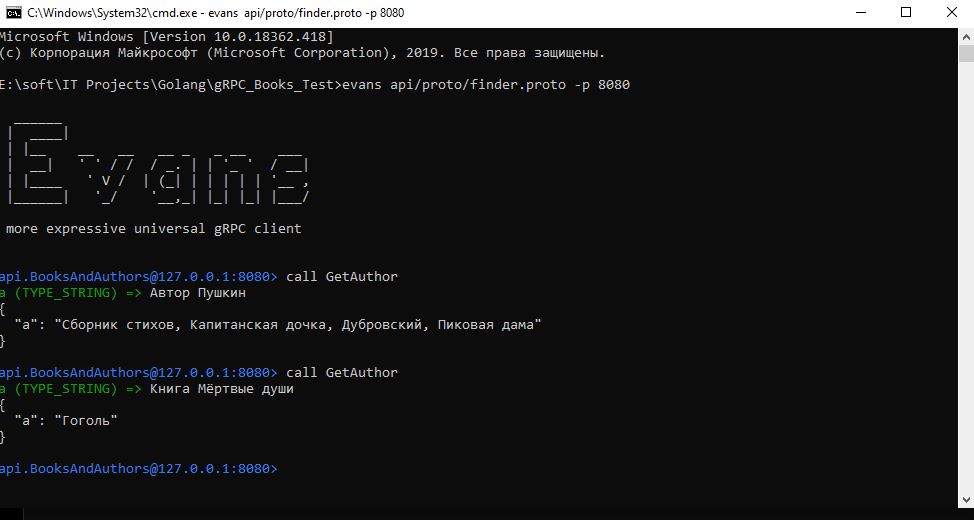 C:\Windows\System32\cmd.exe - evans  api/proto/finder.proto -p 8080
Microsoft Windows [Version 10.0.18362.418]
(c) Корпорация Майкрософт (Microsoft Corporation), 2019. Все права защищены.
E:\soft\IT Projects\Golang\gRPC_Books_Test>evans api/proto/finder.proto -p 8080
Evans
more expressive universal gRPC client
api.BooksAndAuthors@127.0.0.1:8080> call GetAuthor
a (TYPE_STRING) => Автор Пушкин
{
"a": "Сборник стихов, Капитанская дочка, Дубровский, Пиковая дама"
}
api.BooksAndAuthors@127.0.0.1:8080> call GetAuthor
a (TYPE_STRING) => Книга Мёртвые души
{
"a": "Гоголь"
}
api.BooksAndAuthors@127.0.0.1:8080>